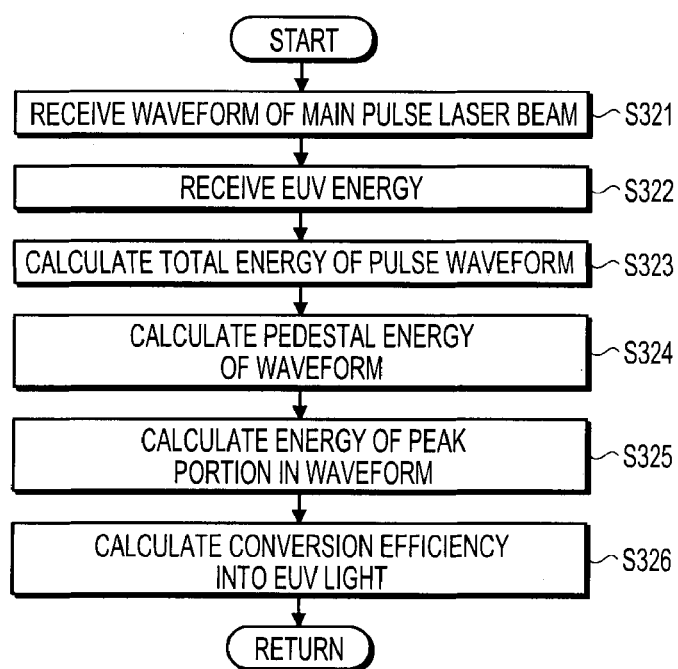 START
RECEIVE WAVEFORM OF MAIN PULSE LASER BEAM
S321
RECEIVE EUV ENERGY
S322
CALCULATE TOTAL ENERGY OF PULSE WAVEFORM
S323
CALCULATE PEDESTAL ENERGY
OF WAVEFORM
S324
CALCULATE ENERGY OF PEAK
PORTION IN WAVEFORM
S325
CALCULATE CONVERSION EFFICIENCY
INTO EUV LIGHT
S326
RETURN